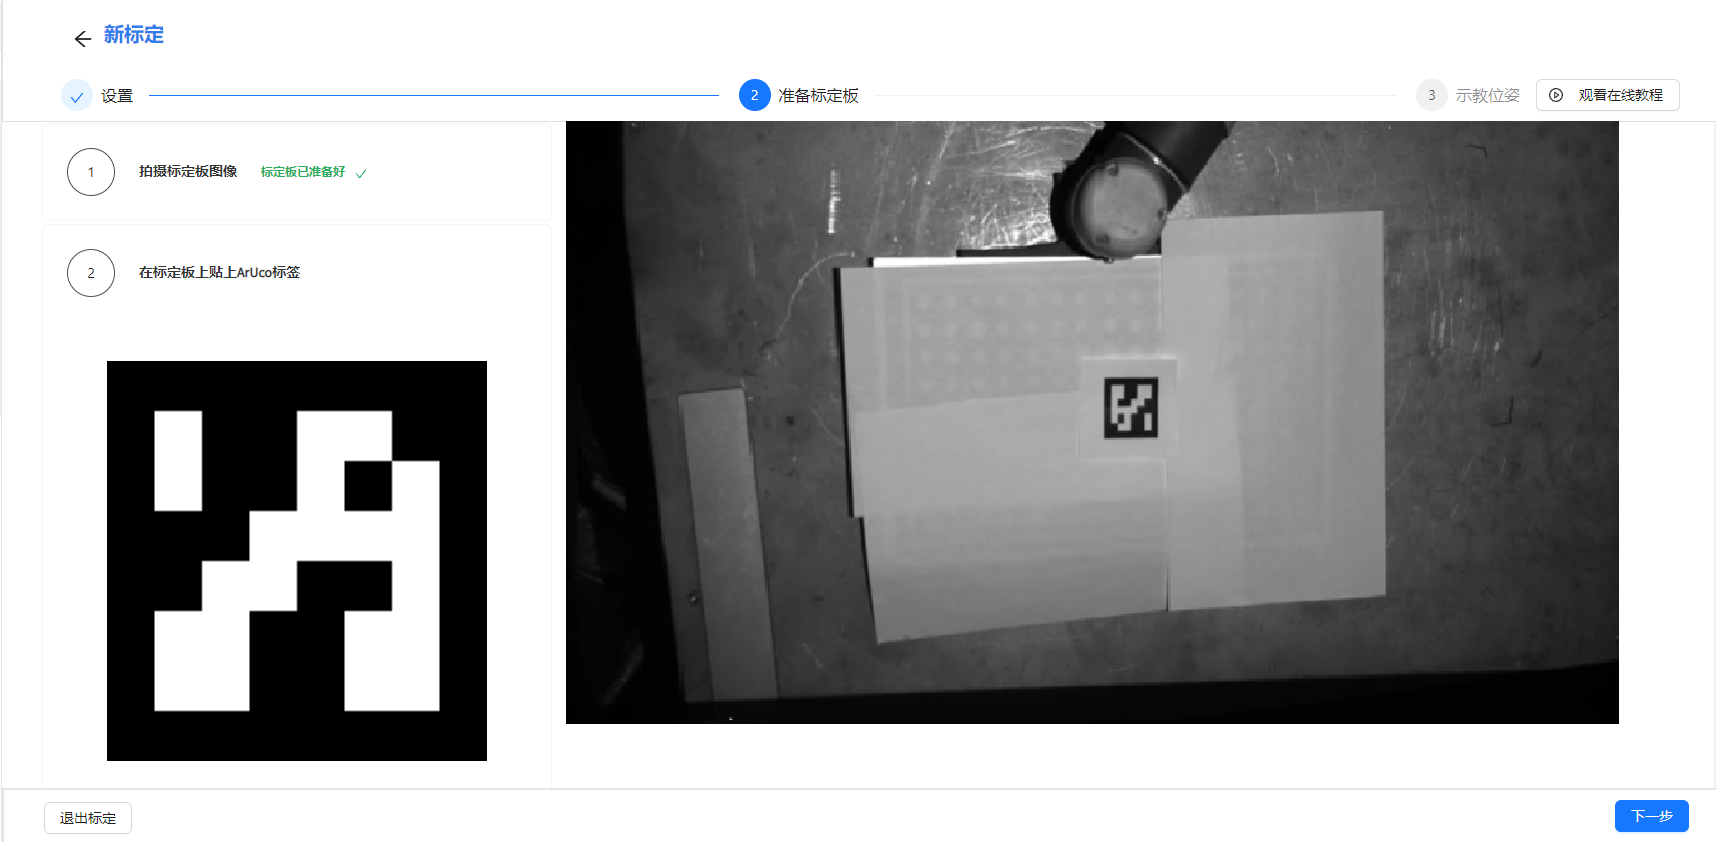 新标定
设置
2 准备标定板
3 示教位姿
观看在线教程
1 拍摄标定板图像 标定板已准备好
2 在标定板上贴上ArUco标签
退出标定
下一步